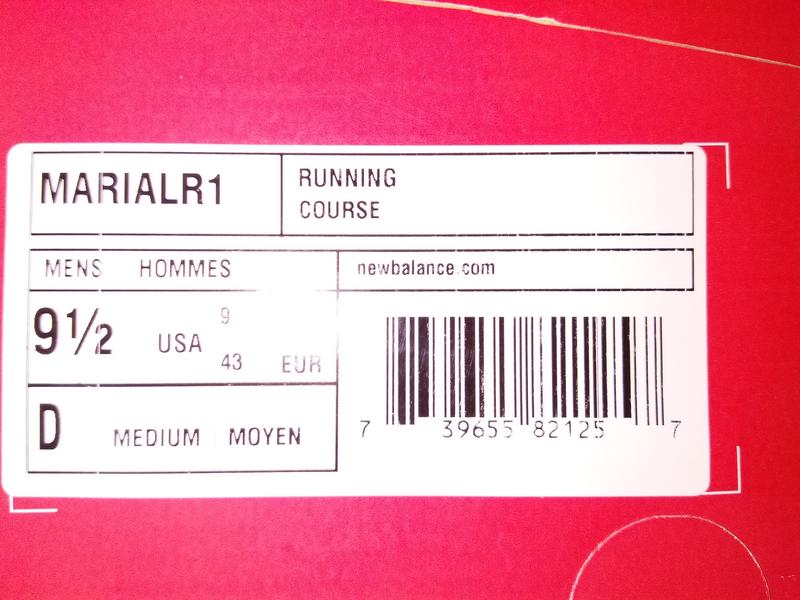 MARIALR1
RUNNING
COURSE
MENS HOMMES
newbalance.com
9½ USA 9
43 EUR
D MEDIUM MOYEN
7 39655 82125 7